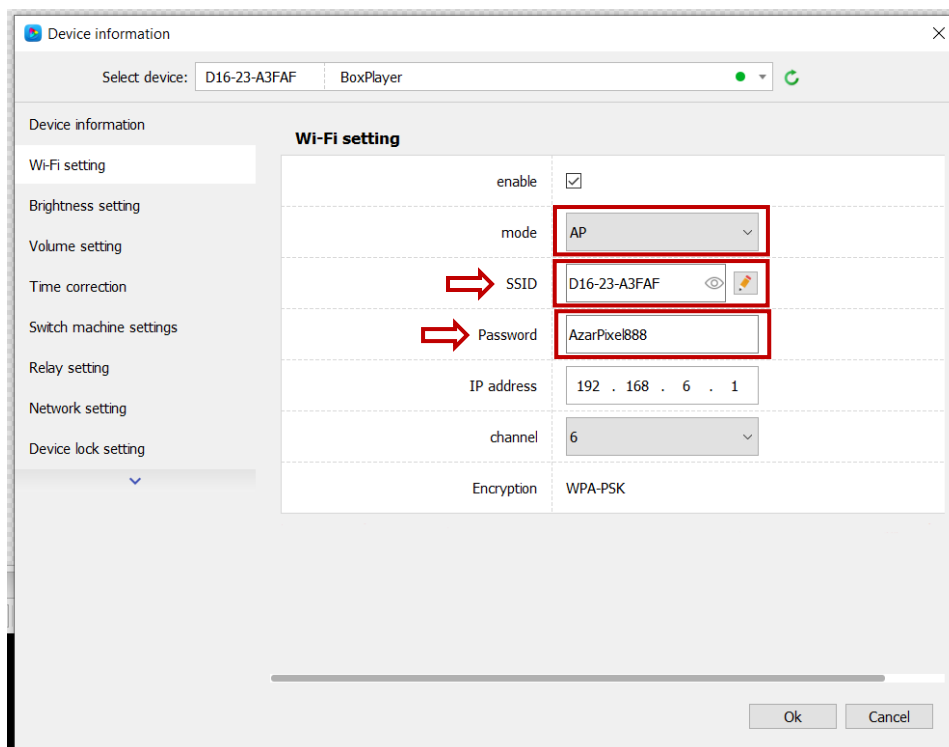 Device information
Select device: D16-23-A3FAF BoxPlayer
Device information
Wi-Fi setting
Brightness setting
Volume setting
Time correction
Switch machine settings
Relay setting
Network setting
Device lock setting
Wi-Fi setting
enable
mode AP
SSID D16-23-A3FAF
Password AzarPixel888
IP address 192 . 168 . 6 . 1
channel 6
Encryption WPA-PSK
Ok Cancel